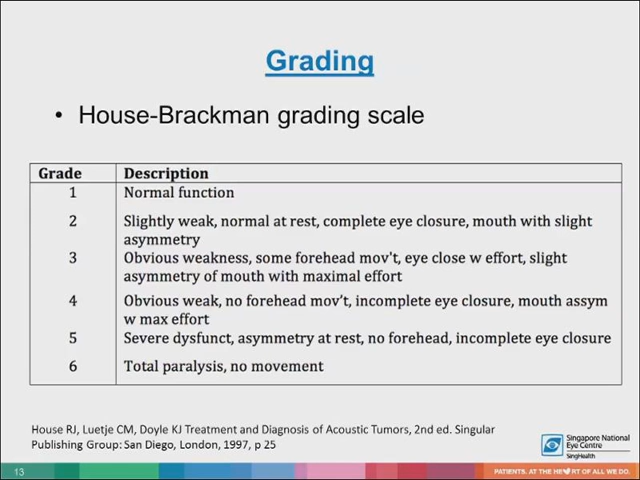 Grading
• House-Brackman grading scale
Grade Description
1 Normal function
2 Slightly weak, normal at rest, complete eye closure, mouth with slight
asymmetry
3 Obvious weakness, some forehead mov't, eye close w effort, slight
asymmetry of mouth with maximal effort
4 Obvious weak, no forehead mov't, incomplete eye closure, mouth assym
w max effort
5 Severe dysfunct, asymmetry at rest, no forehead, incomplete eye closure
6 Total paralysis, no movement
House RJ, Luetje CM, Doyle KJ Treatment and Diagnosis of Acoustic Tumors, 2nd ed. Singular
Publishing Group: San Diego, London, 1997, p 25
Singapore National
Eye Centre
SingHealth
13
PATIENTS. AT THE HE♥RT OF ALL WE DO.